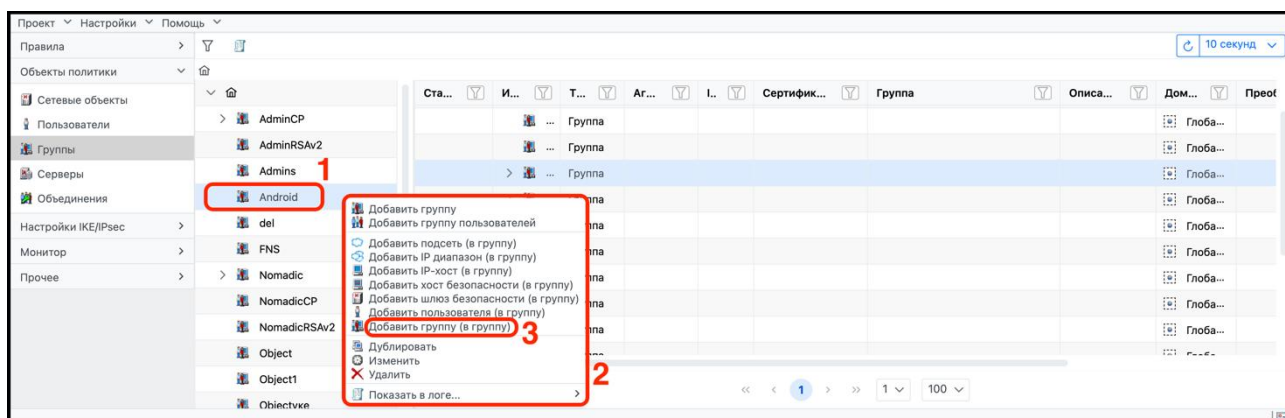 Проект Настройки Помощь
Правила
10 секунд
Объекты политики
Сетевые объекты
Пользователи
Группы
Серверы
Объединения
Настройки IKE/IPsec
Монитор
Прочее
AdminCP
AdminRSAv2
Admins
1
Android
del
FNS
Nomadic
NomadicCP
NomadicRSAv2
Object
Object1
Objectуке
Ста... И... Т... Аг... I.. Сертифик... Группа Описа... Дом... Преоб
... Группа Глоба...
... Группа Глоба...
... Группа Глоба...
Глоба...
Глоба...
Глоба...
Глоба...
Глоба...
Глоба...
Добавить группу
Добавить группу пользователей
Добавить подсеть (в группу)
Добавить IP диапазон (в группу)
Добавить IP-хост (в группу)
Добавить хост безопасности (в группу)
Добавить шлюз безопасности (в группу)
Добавить пользователя (в группу)
Добавить группу (в группу)
3
Дублировать
Изменить
Удалить
2
Показать в логе...
1 1 100